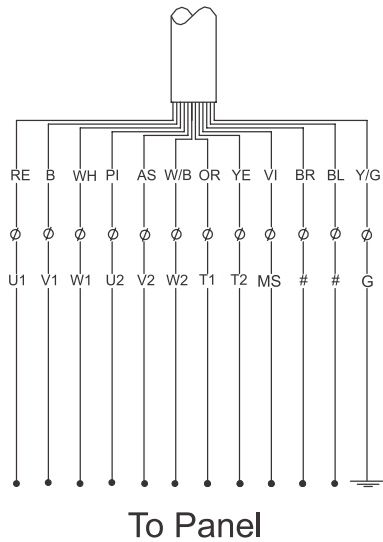 RE B WH PI AS W/B OR YE VI BR BL Y/G
U1 V1 W1 U2 V2 W2 T1 T2 MS # # G
To Panel